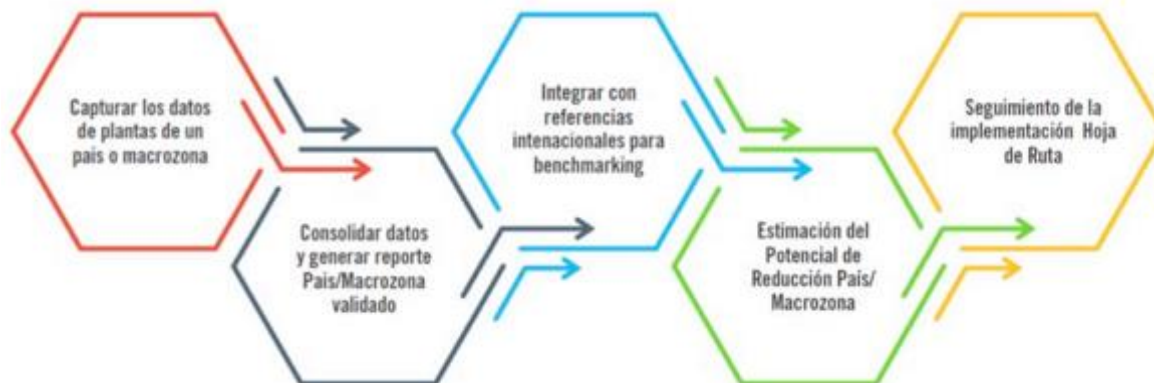 Capturar los datos
de plantas de un
país o macrozona
Consolidar datos
y generar reporte
Pais/Macrozona
validado
Integrar con
referencias
intenacionales para
benchmarking
Estimación del
Potencial de
Reducción País/
Macrozona
Seguimiento de la
implementación Hoja
de Ruta